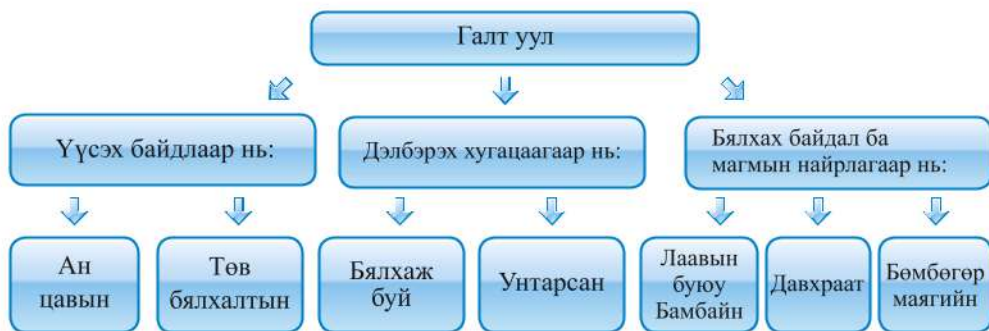 Галт уул
Үүсэх байдлаар нь:
Дэлбэрэх хугацаагаар нь:
Бялхах байдал ба
магмын найрлагаар нь:
Ан
цавын
Төв
бялхалтын
Бялхаж
буй
Унтарсан
Лаавын
буюу
Бамбайн
Давхраат
Бөмбөгөр
маягийн